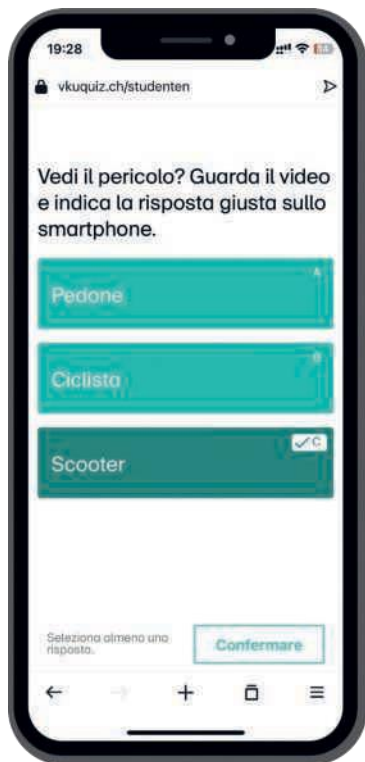 19:28
vkuquiz.ch/studenten
Vedi il pericolo? Guarda il video
e indica la risposta giusta sullo
smartphone.
A
Pedone
B
Ciclista
C
Scooter
Seleziona almeno una
risposta.
Confermare